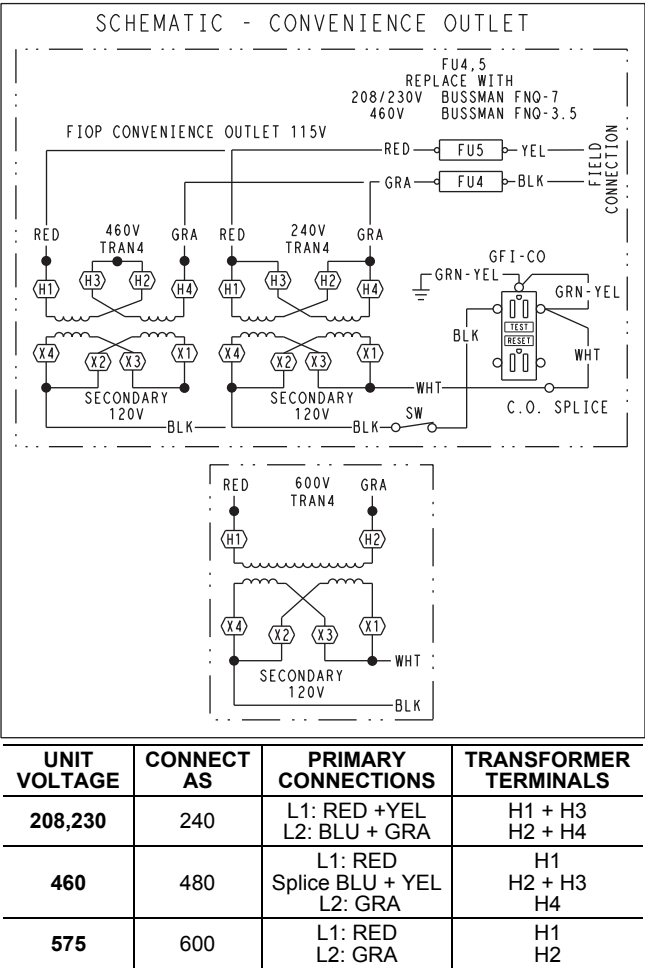 SCHEMATIC - CONVENIENCE OUTLET
FU4,5
REPLACE WITH
208/230V BUSSMAN FNQ-7
460V BUSSMAN FNQ-3.5
FIOP CONVENIENCE OUTLET 115V
RED FU5 YEL
GRA FU4 BLK
FIELD
CONNECTION
RED 460V GRA RED 240V GRA
TRAN4 TRAN4
H1 H3 H2 H4 H1 H3 H2 H4
GFI-CO
GRN-YEL
GRN-YEL
TEST
RESET
BLK
WHT
X4 X2 X3 X1 X4 X2 X3 X1
WHT
SECONDARY SECONDARY
120V 120V
SW
C.O. SPLICE
BLK BLK
RED 600V GRA
TRAN4
H1 H2
X4 X2 X3 X1
WHT
SECONDARY
120V
BLK
UNIT VOLTAGE CONNECT AS PRIMARY CONNECTIONS TRANSFORMER TERMINALS
208,230 240 L1: RED +YEL H1 + H3
L2: BLU + GRA H2 + H4
460 480 L1: RED H1
Splice BLU + YEL H2 + H3
L2: GRA H4
575 600 L1: RED H1
L2: GRA H2